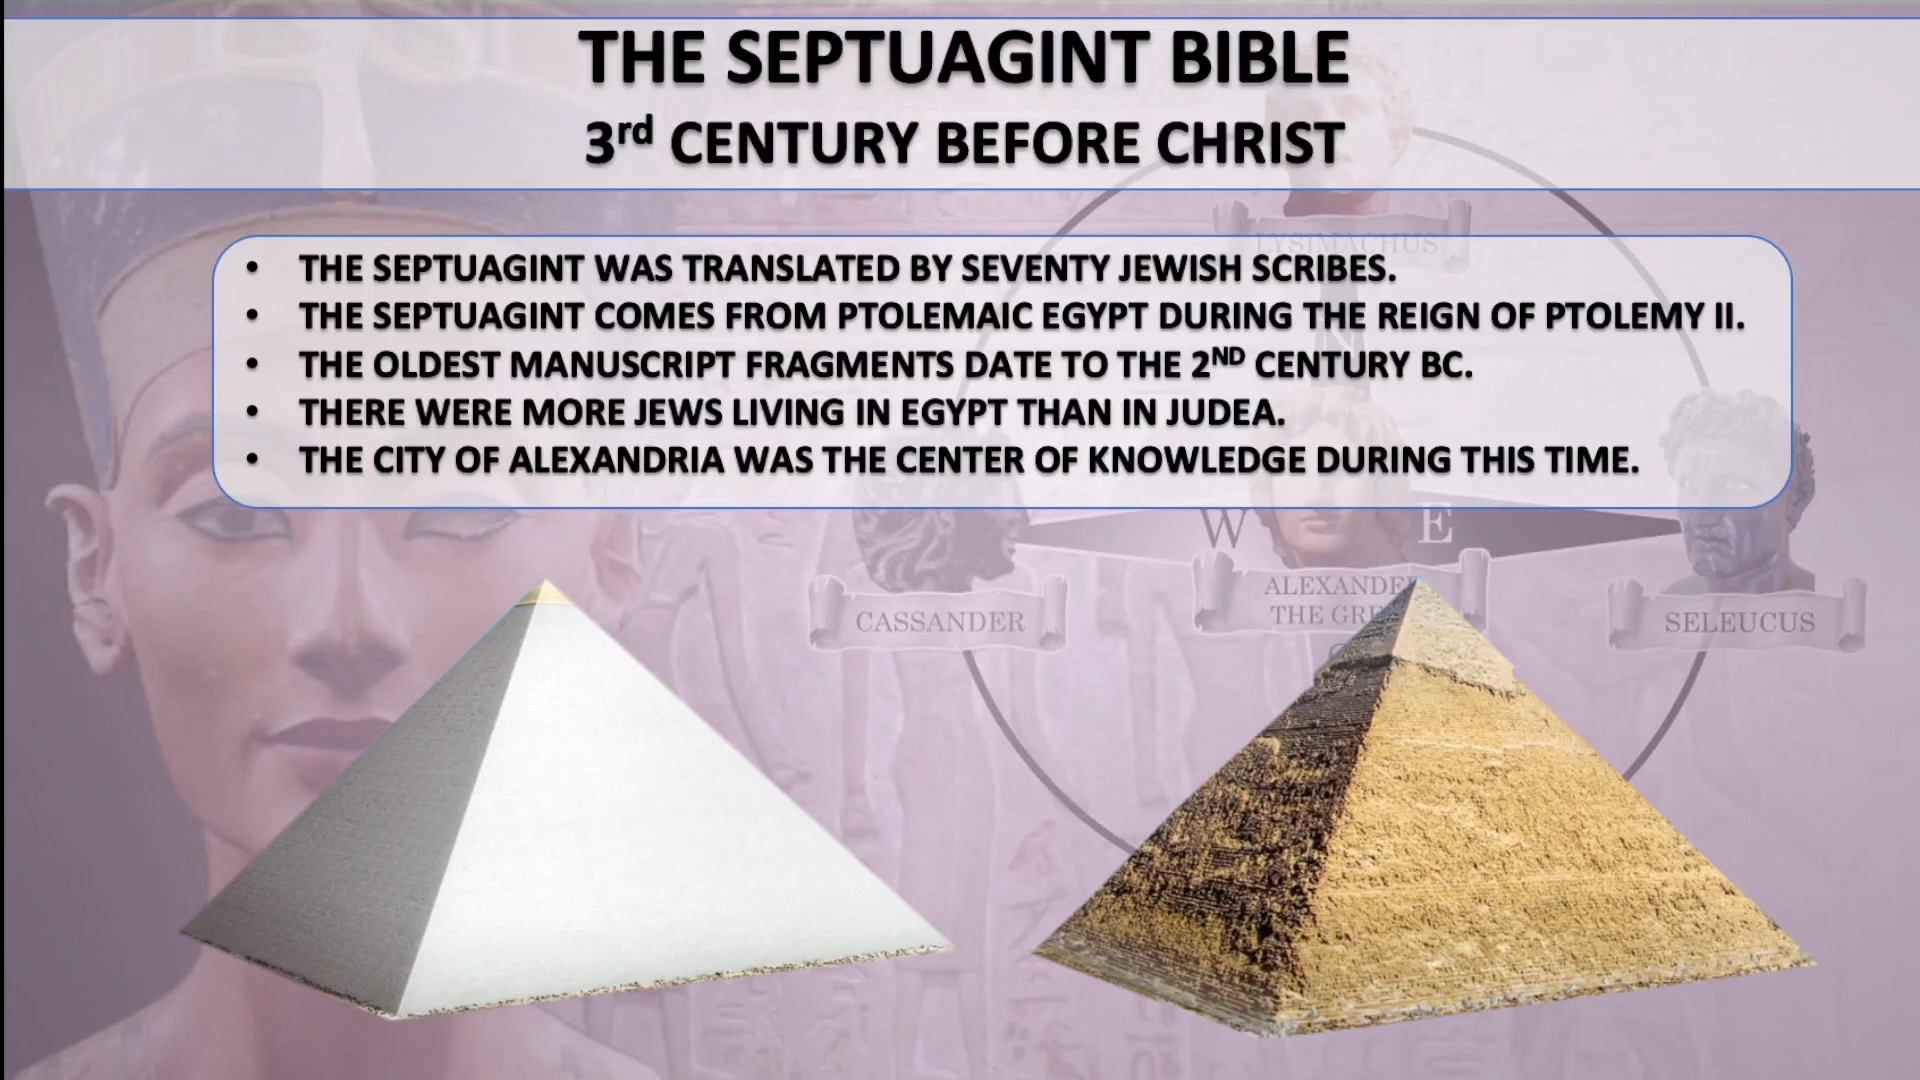 THE SEPTUAGINT BIBLE
3rd CENTURY BEFORE CHRIST
LYSIMACHUS
• THE SEPTUAGINT WAS TRANSLATED BY SEVENTY JEWISH SCRIBES.
• THE SEPTUAGINT COMES FROM PTOLEMAIC EGYPT DURING THE REIGN OF PTOLEMY II.
• THE OLDEST MANUSCRIPT FRAGMENTS DATE TO THE 2ND CENTURY BC.
• THERE WERE MORE JEWS LIVING IN EGYPT THAN IN JUDEA.
• THE CITY OF ALEXANDRIA WAS THE CENTER OF KNOWLEDGE DURING THIS TIME.
W E
CASSANDER
ALEXANDE
THE GRE
SELEUCUS